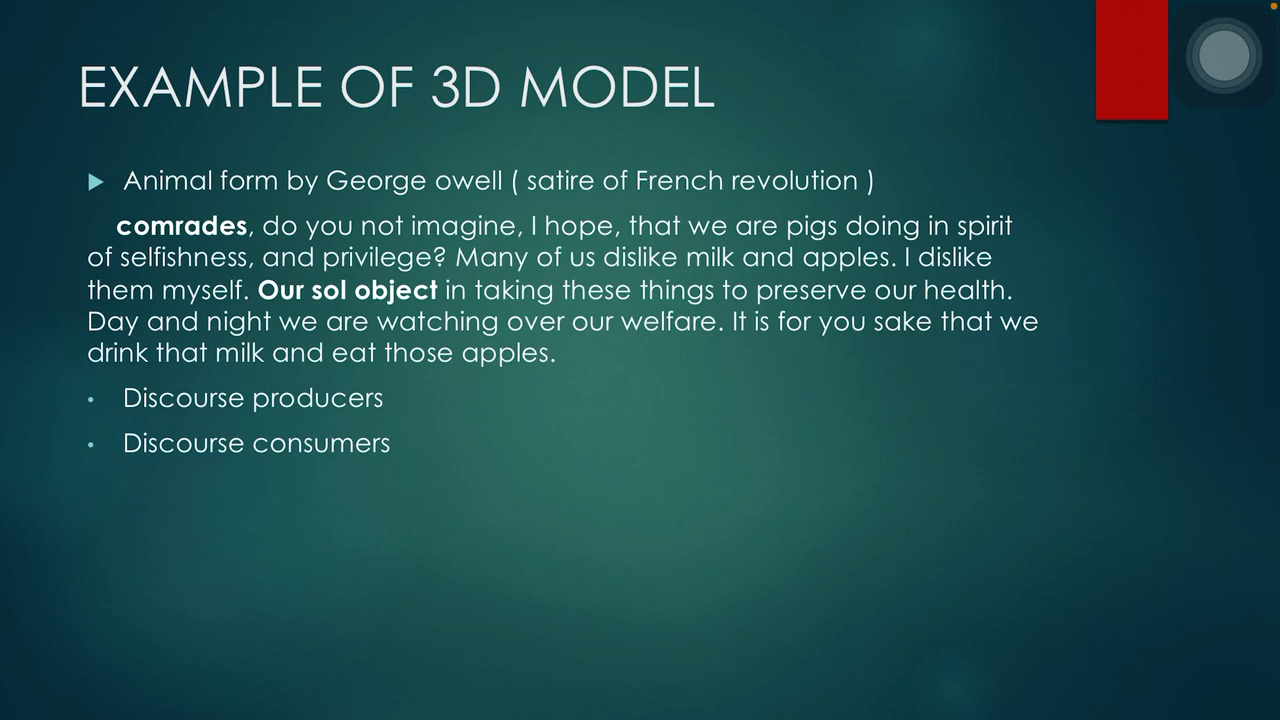 EXAMPLE OF 3D MODEL
Animal form by George owell ( satire of French revolution )
comrades, do you not imagine, I hope, that we are pigs doing in spirit
of selfishness, and privilege? Many of us dislike milk and apples. I dislike
them myself. Our sol object in taking these things to preserve our health.
Day and night we are watching over our welfare. It is for you sake that we
drink that milk and eat those apples.
Discourse producers
Discourse consumers